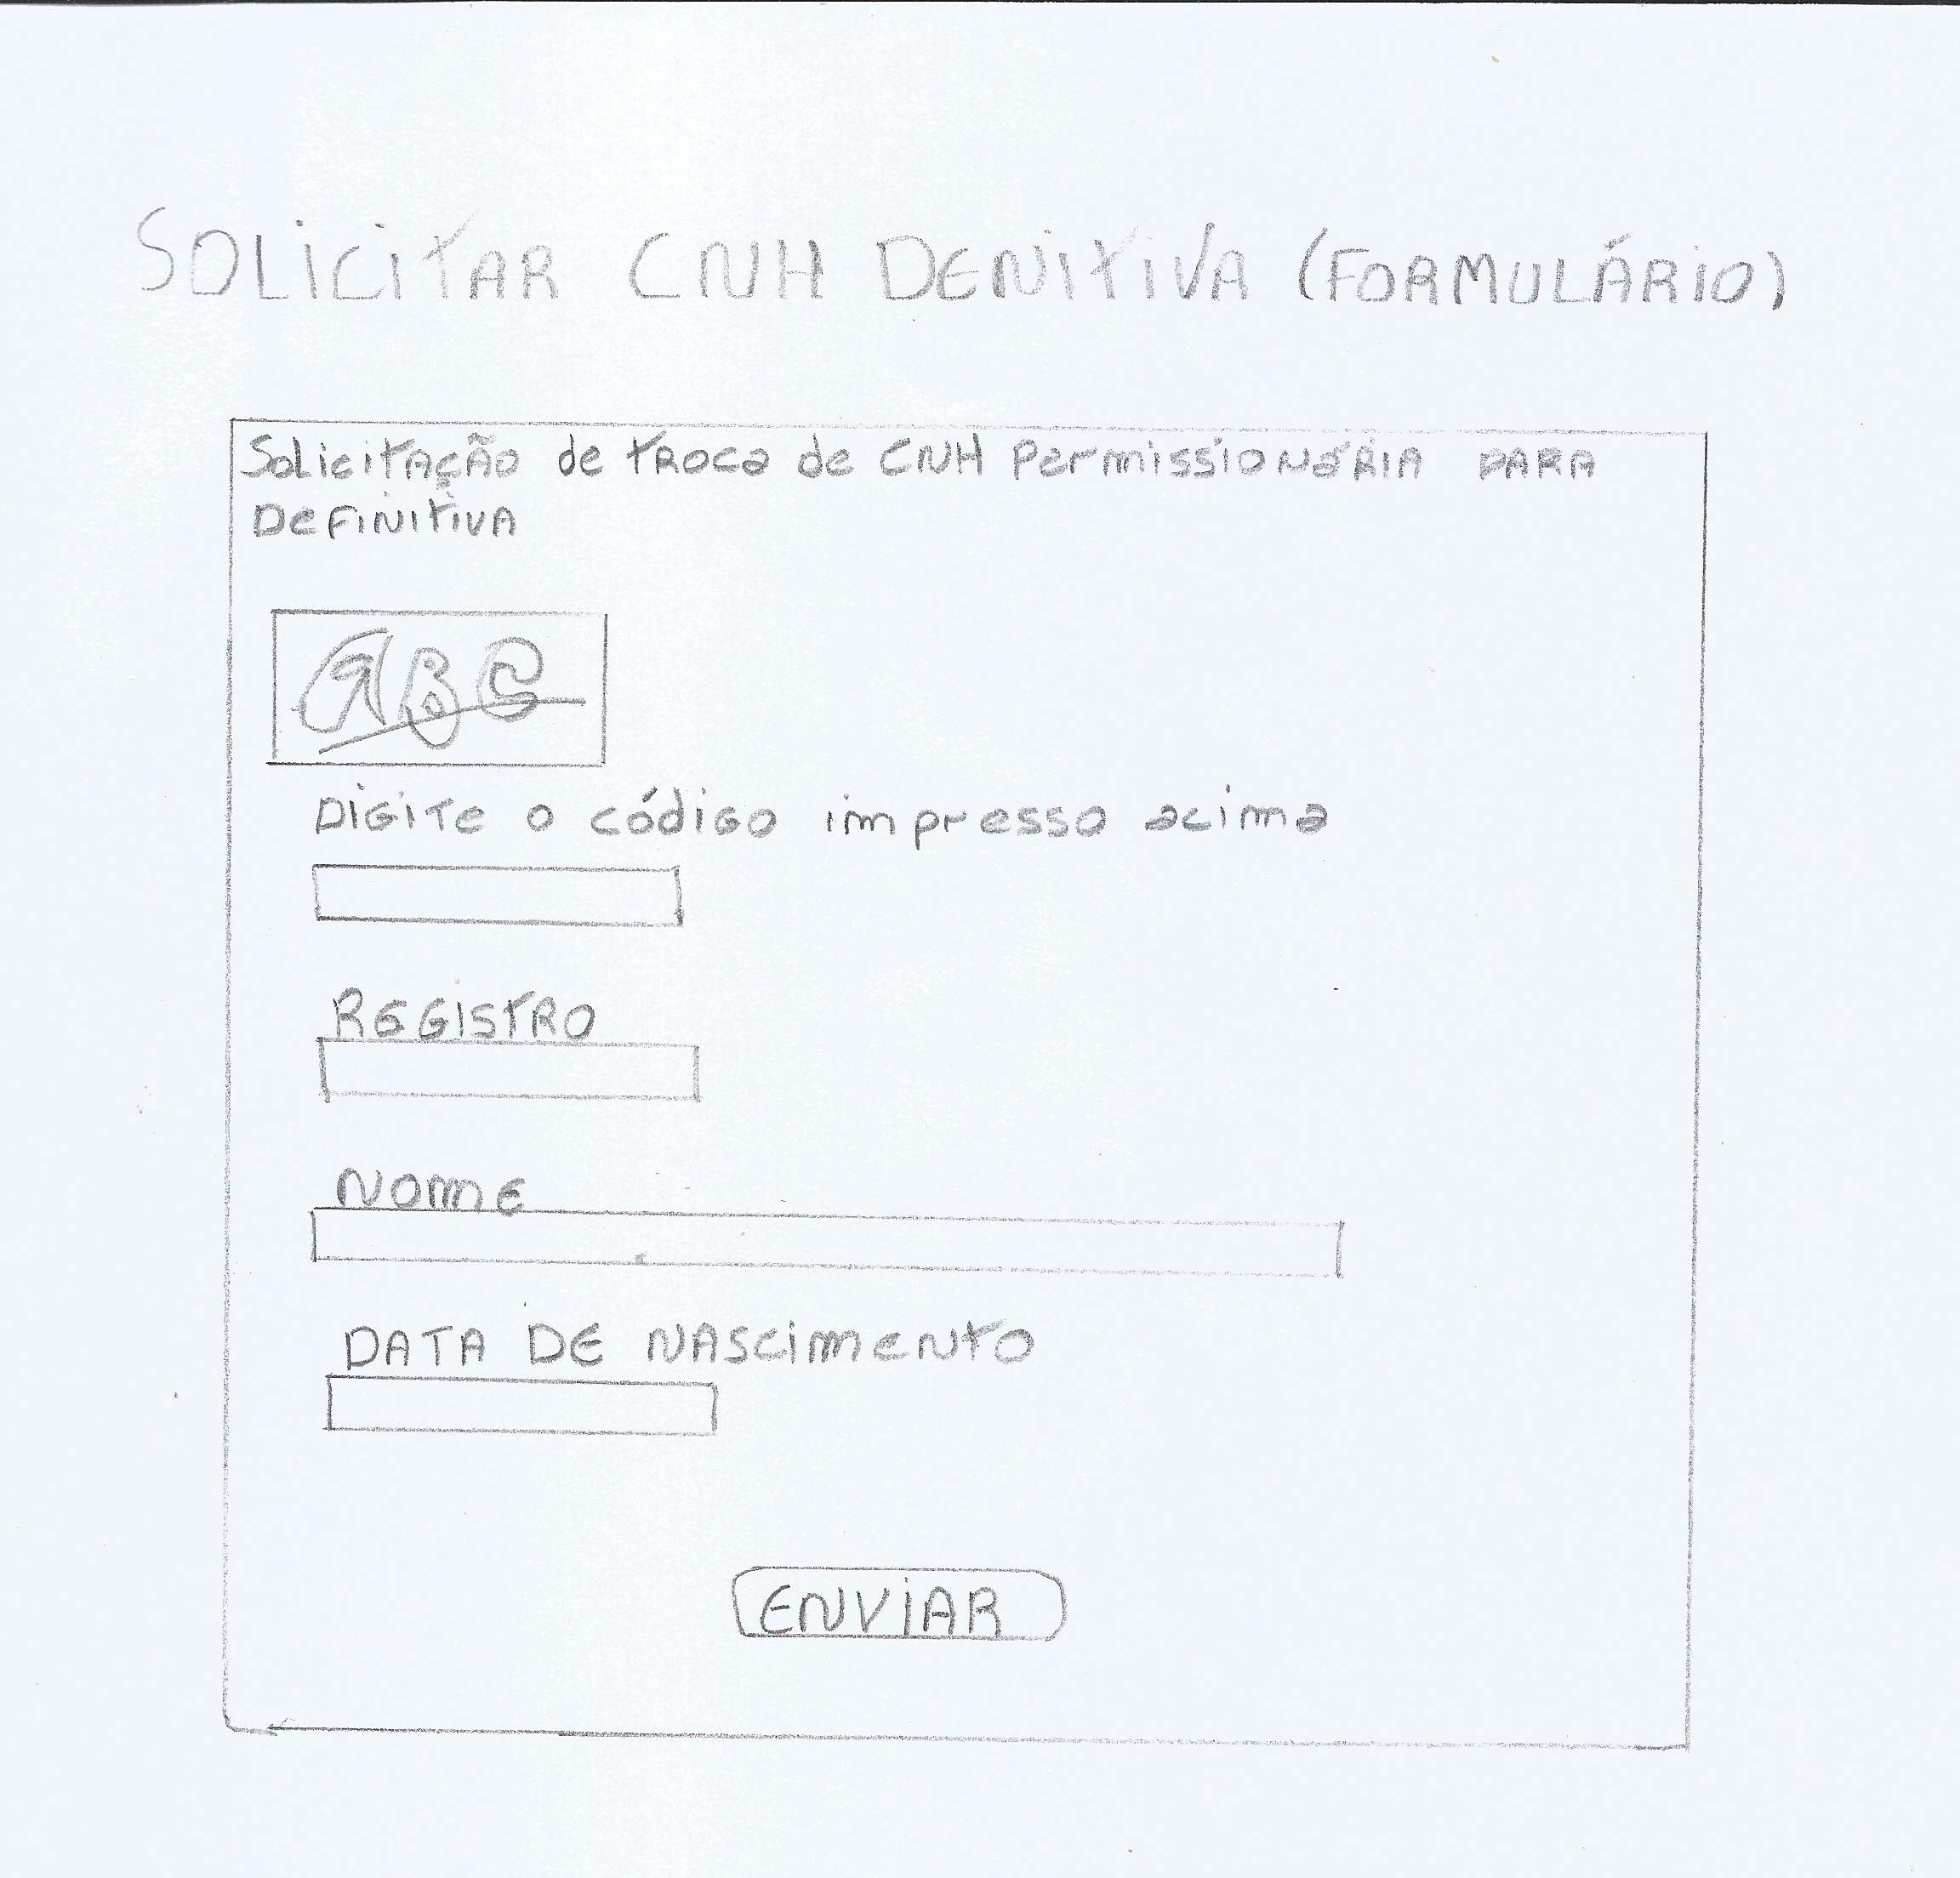 SOLICITAR CNH DENITIVA (FORMULÁRIO)
Solicitação de troca de CNH Permissionária para
Definitiva
ABC
Digite o código impresso acima
REGISTRO
NOME
DATA DE NASCIMENTO
ENVIAR